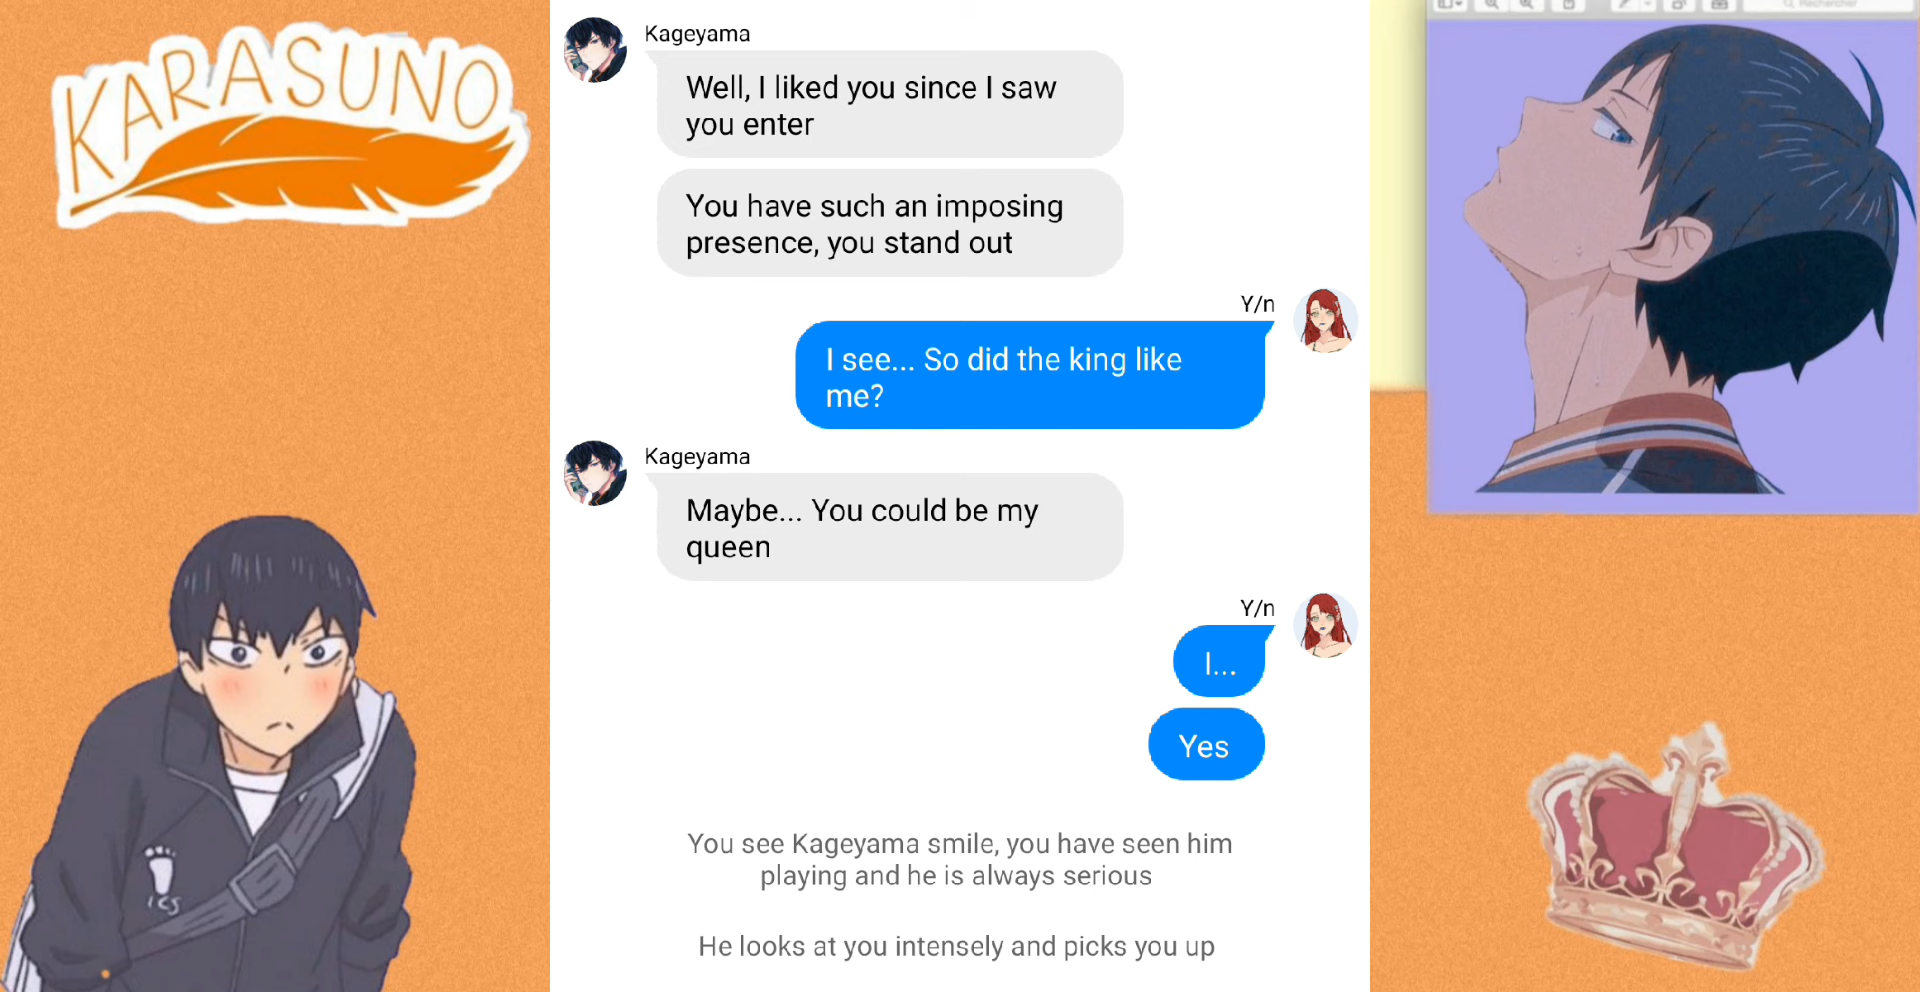 KARASUNO
Kageyama
Well, I liked you since I saw
you enter
You have such an imposing
presence, you stand out
Y/n
I see... So did the king like
me?
Kageyama
Maybe... You could be my
queen
Y/n
I...
Yes
You see Kageyama smile, you have seen him
playing and he is always serious
He looks at you intensely and picks you up
Rechercher